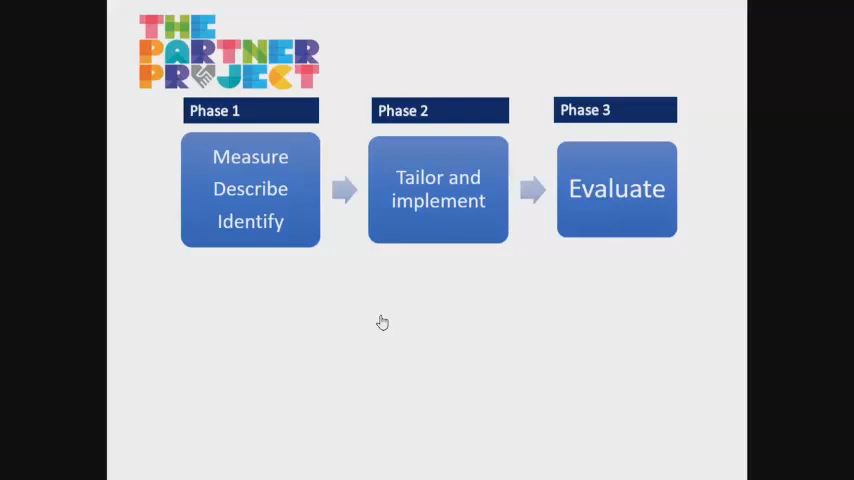 THE
PARTNER
PROJECT
Phase 1
Measure
Describe
Identify
Phase 2
Tailor and
implement
Phase 3
Evaluate